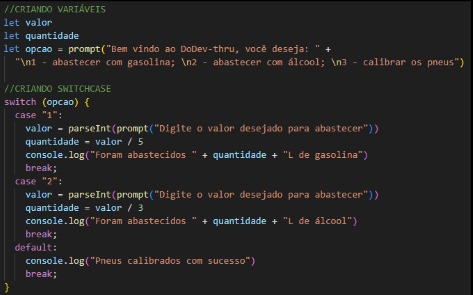 //CRIANDO VARIÁVEIS
let valor
let quantidade
let opcao = prompt("Bem vindo ao DoDev-thru, você deseja: " +
  "\n1 - abastecer com gasolina; \n2 - abastecer com álcool; \n3 - calibrar os pneus")
//CRIANDO SWITCHCASE
switch (opcao) {
  case "1":
    valor = parseInt(prompt("Digite o valor desejado para abastecer"))
    quantidade = valor / 5
    console.log("Foram abastecidos " + quantidade + "L de gasolina")
    break;
  case "2":
    valor = parseInt(prompt("Digite o valor desejado para abastecer"))
    quantidade = valor / 3
    console.log("Foram abastecidos " + quantidade + "L de álcool")
    break;
  default:
    console.log("Pneus calibrados com sucesso")
    break;
}